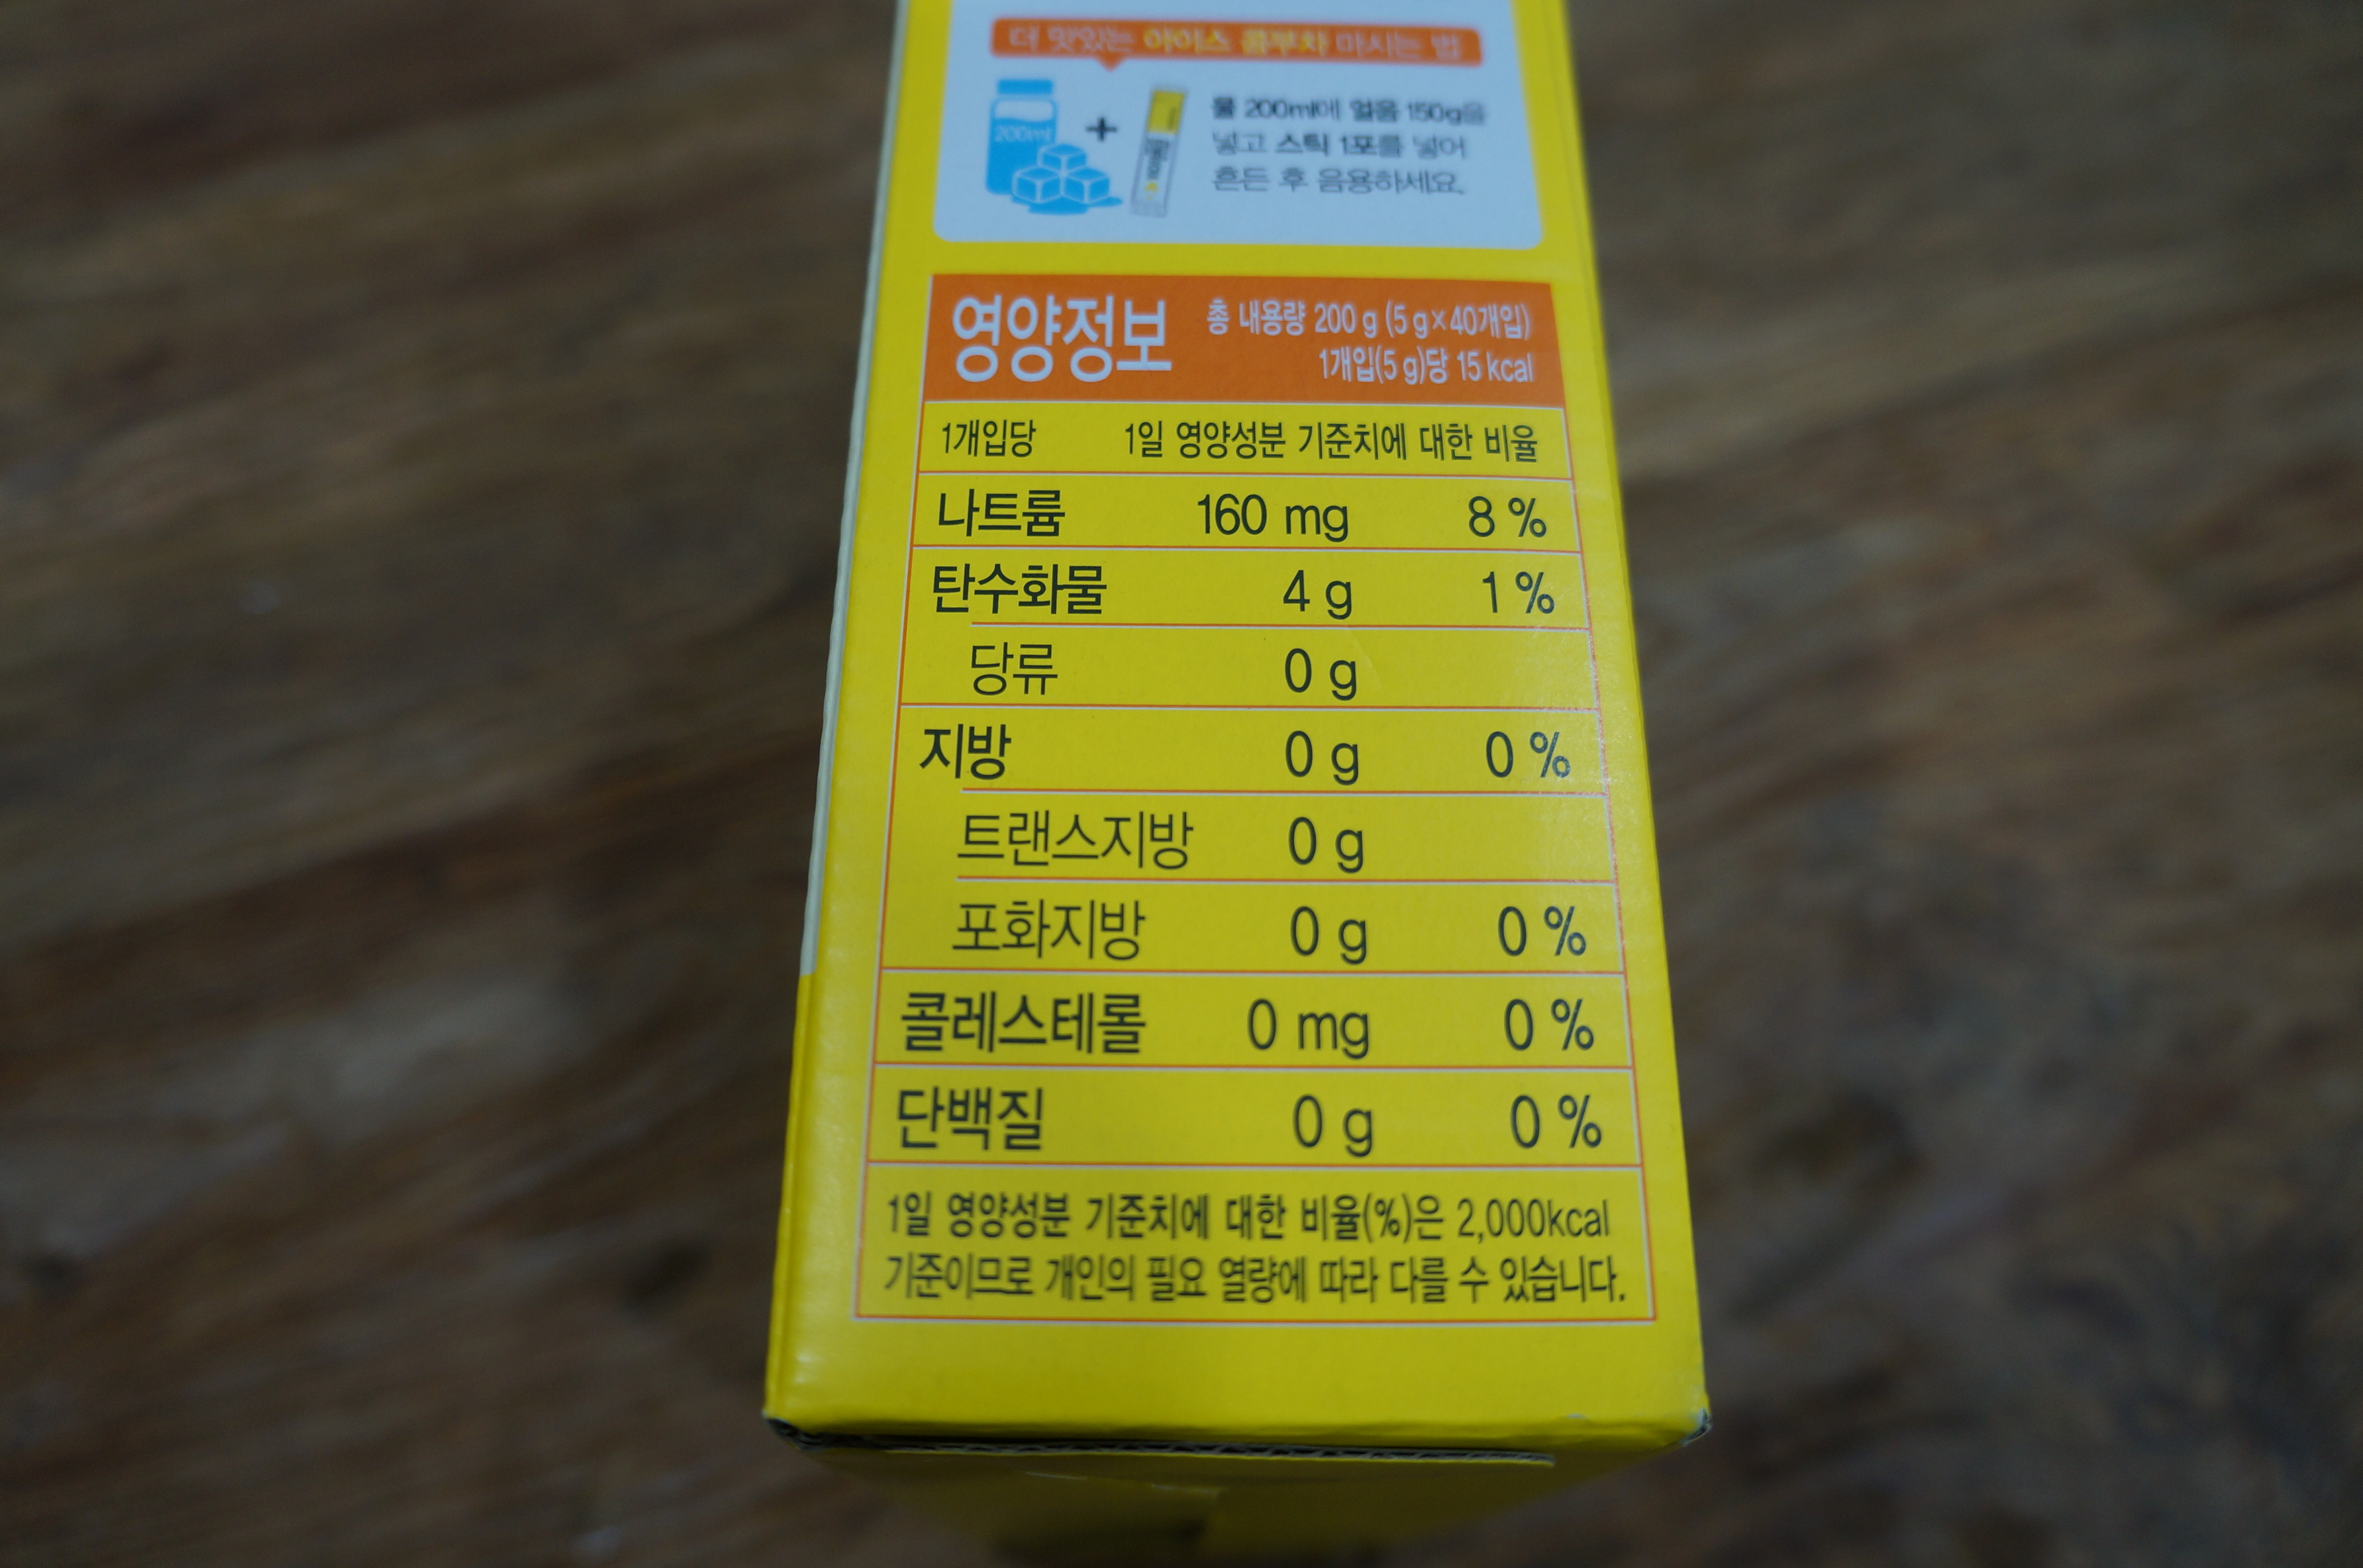 더 맛있는 아이스 콤부차 마시는 법
200ml
+
물 200ml에 얼음 150g을
넣고 스틱 1포를 넣어
흔든 후 음용하세요.
영양정보
총 내용량 200 g (5 g×40개입)
1개입(5 g)당 15 kcal
1개입당 1일 영양성분 기준치에 대한 비율
나트륨 160 mg 8 %
탄수화물 4 g 1 %
당류 0 g
지방 0 g 0 %
트랜스지방 0 g
포화지방 0 g 0 %
콜레스테롤 0 mg 0 %
단백질 0 g 0 %
1일 영양성분 기준치에 대한 비율(%)은 2,000kcal
기준이므로 개인의 필요 열량에 따라 다를 수 있습니다.